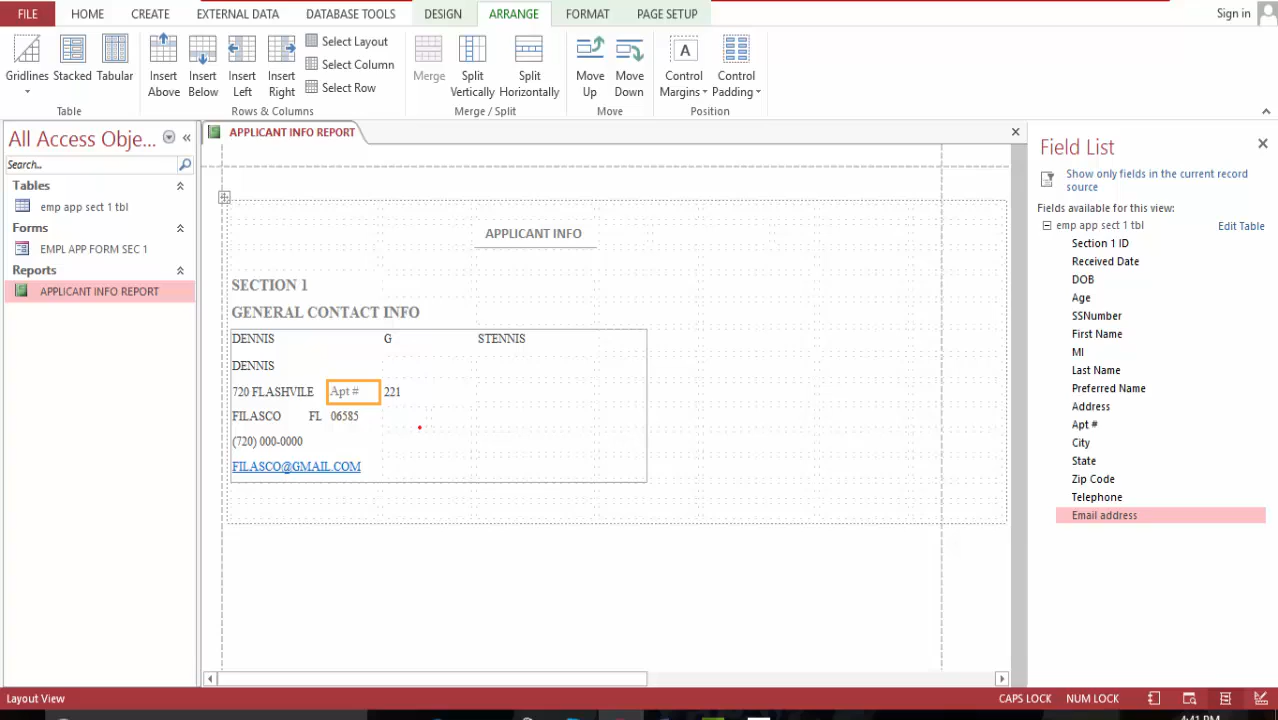 FILE HOME CREATE EXTERNAL DATA DATABASE TOOLS DESIGN ARRANGE FORMAT PAGE SETUP Sign in
Gridlines Stacked Tabular
Table
Insert Above Insert Below Insert Left Insert Right
Select Layout
Select Column
Select Row
Rows & Columns
Merge Split Vertically Split Horizontally
Merge / Split
Move Up Move Down
Move
Control Margins Control Padding
Position
All Access Obje...
Search...
Tables
emp app sect 1 tbl
Forms
EMPL APP FORM SEC 1
Reports
APPLICANT INFO REPORT
APPLICANT INFO REPORT
APPLICANT INFO
SECTION 1
GENERAL CONTACT INFO
DENNIS G STENNIS
DENNIS
720 FLASHVILE Apt # 221
FILASCO FL 06585
(720) 000-0000
FILASCO@GMAIL.COM
Field List
Show only fields in the current record
source
Fields available for this view:
emp app sect 1 tbl Edit Table
Section 1 ID
Received Date
DOB
Age
SSNumber
First Name
MI
Last Name
Preferred Name
Address
Apt #
City
State
Zip Code
Telephone
Email address
Layout View CAPS LOCK NUM LOCK
4:41 PM